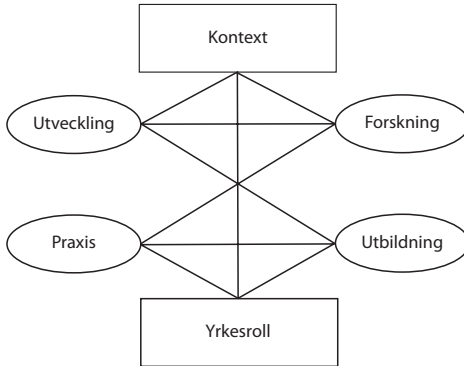 Kontext
Utveckling
Forskning
Praxis
Utbildning
Yrkesroll